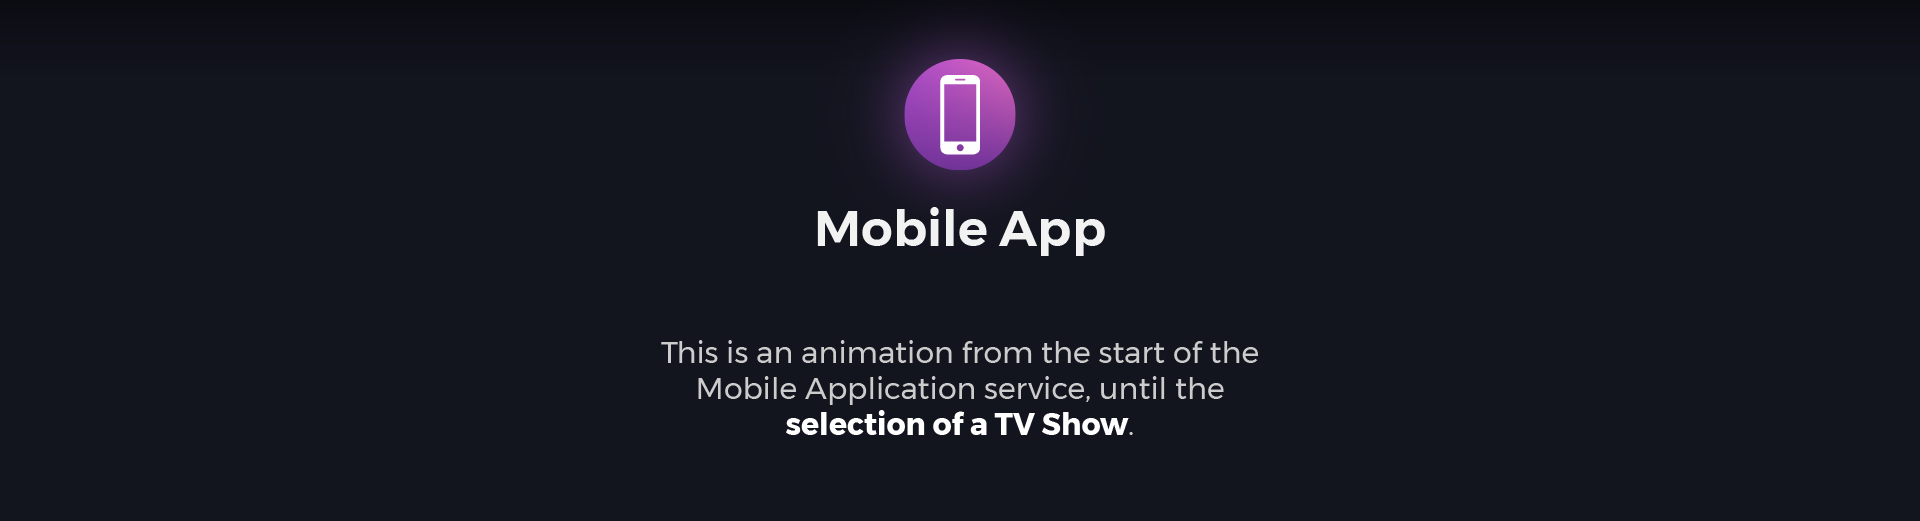 Mobile App
This is an animation from the start of the
Mobile Application service, until the
selection of a TV Show.